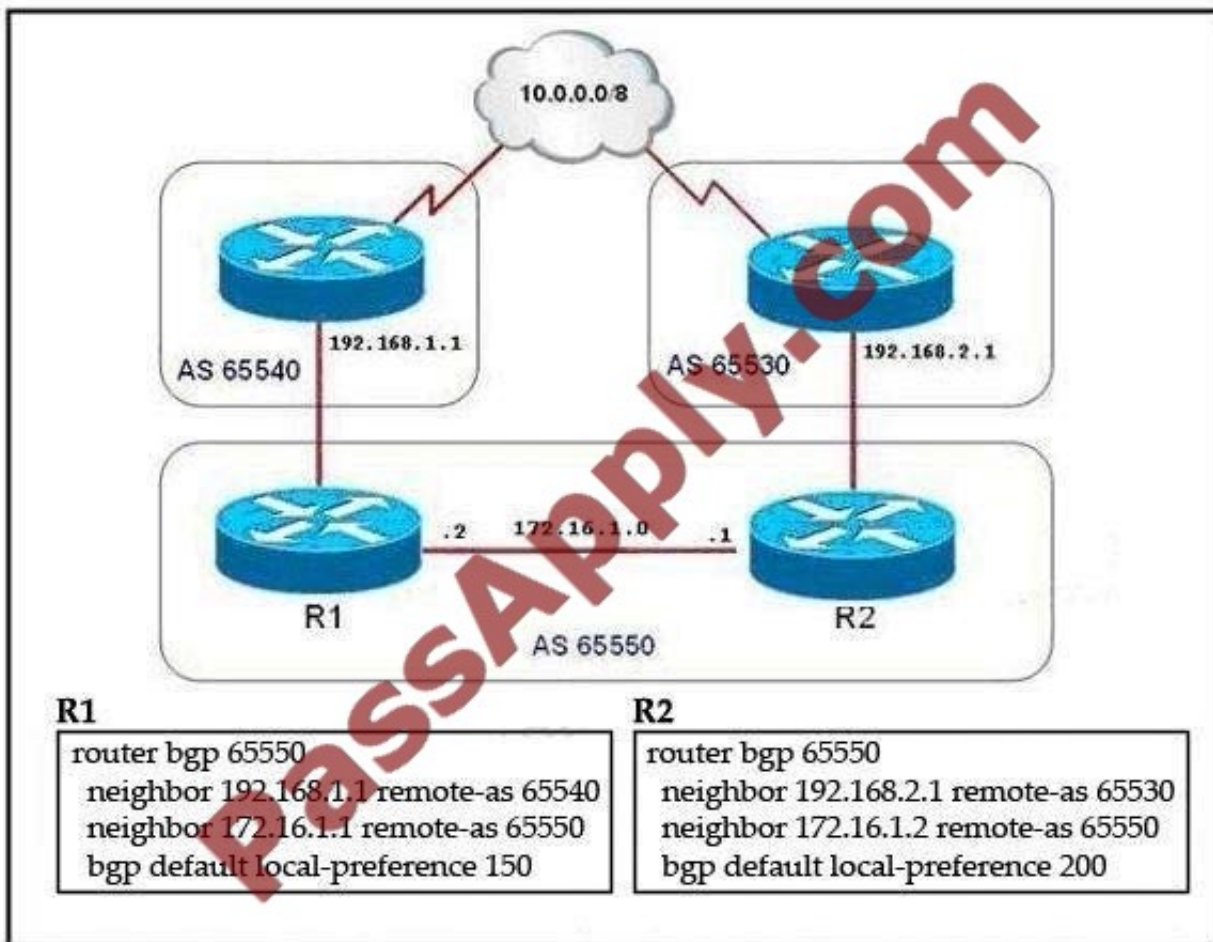 10.0.0.0/8
192.168.1.1
AS 65540
192.168.2.1
AS 65530
.2 172.16.1.0 .1
R1
R2
AS 65550
PassApply.com
R1
router bgp 65550
neighbor 192.168.1.1 remote-as 65540
neighbor 172.16.1.1 remote-as 65550
bgp default local-preference 150
R2
router bgp 65550
neighbor 192.168.2.1 remote-as 65530
neighbor 172.16.1.2 remote-as 65550
bgp default local-preference 200